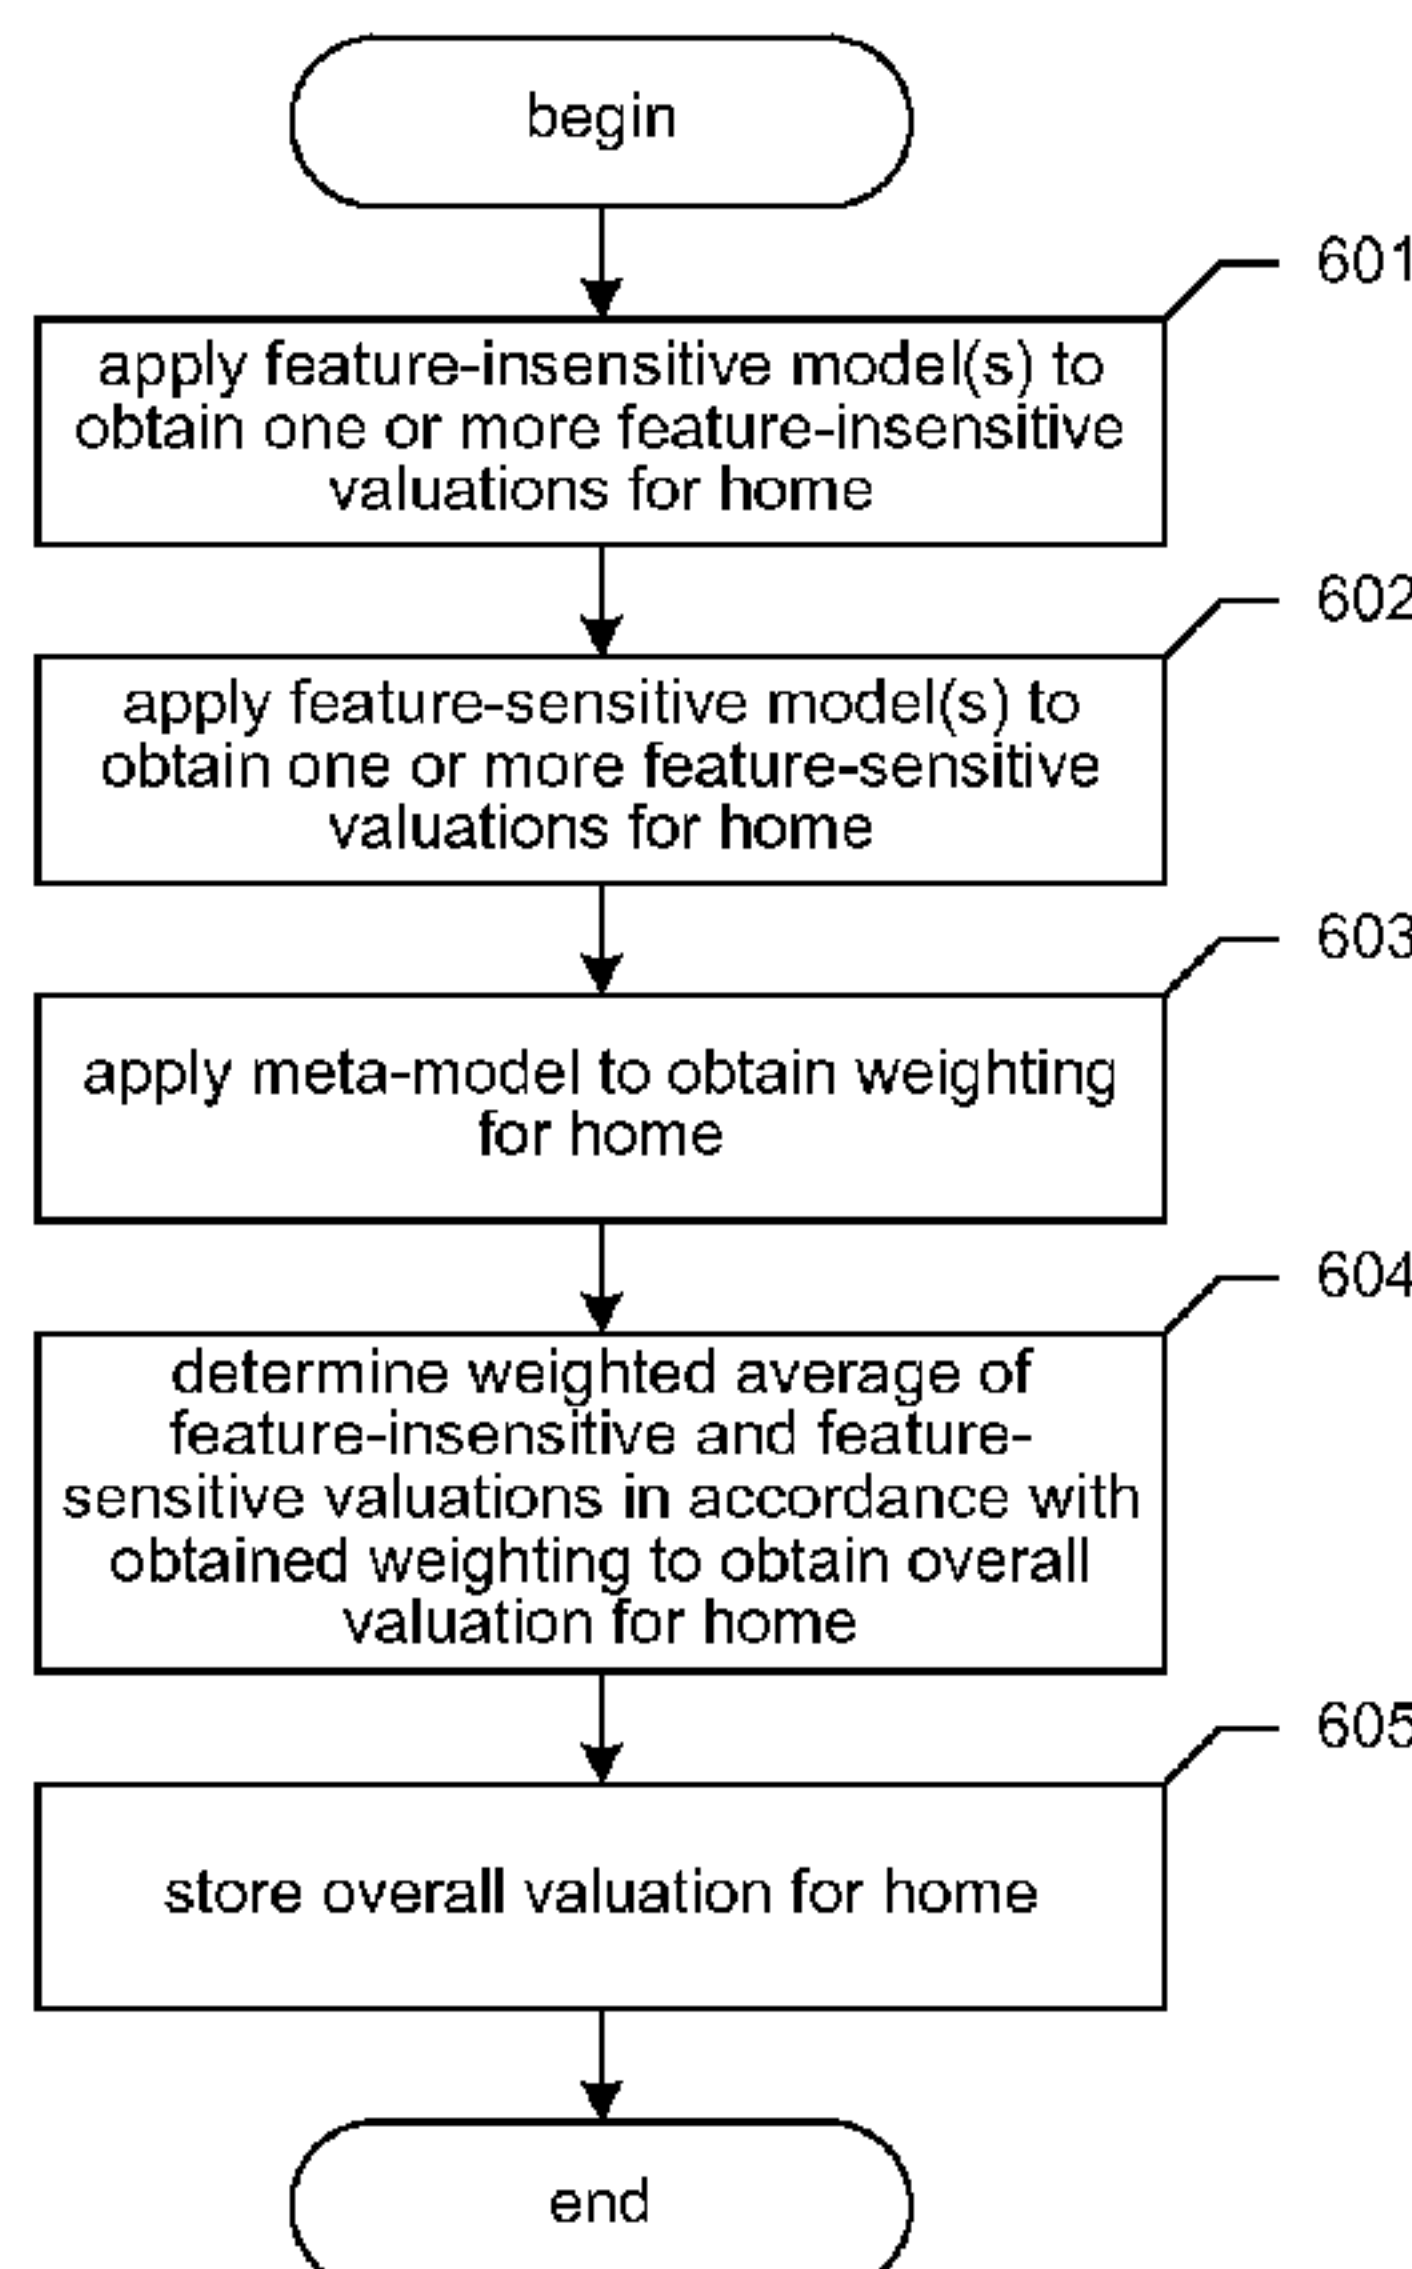 begin
601
apply feature-insensitive model(s) to
obtain one or more feature-insensitive
valuations for home
602
apply feature-sensitive model(s) to
obtain one or more feature-sensitive
valuations for home
603
apply meta-model to obtain weighting
for home
604
determine weighted average of
feature-insensitive and feature-
sensitive valuations in accordance with
obtained weighting to obtain overall
valuation for home
605
store overall valuation for home
end